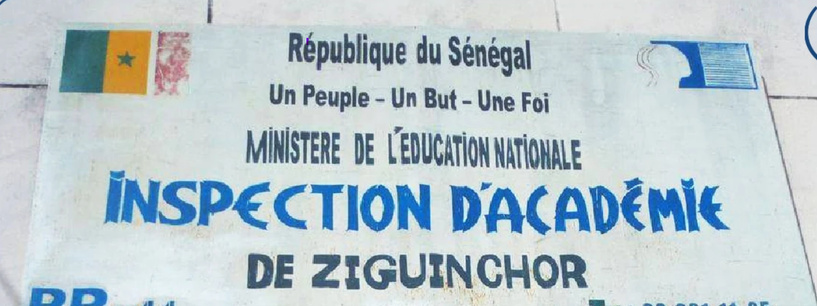 République du Sénégal
Un Peuple – Un But – Une Foi
MINISTERE DE L'EDUCATION NATIONALE
INSPECTION D'ACADÉMIE
DE ZIGUINCHOR